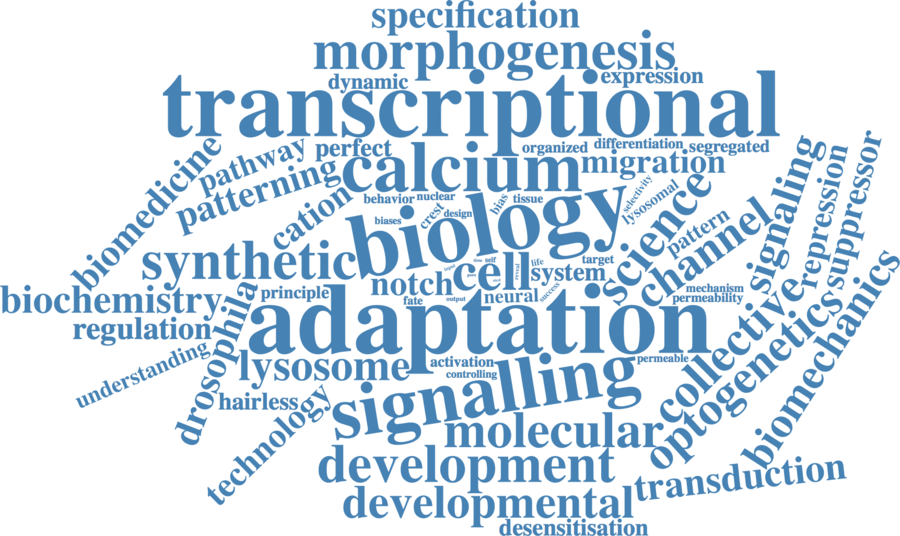 specification
morphogenesis
dynamic
expression
transcriptional
biomedicine
pathway
perfect
organized
differentiation
segregated
patterning
calcium
migration
signaling
repression
suppressor
cation
behavior
nuclear
crest
design
bias
tissue
selectivity
lysosomal
science
biases
biology
pattern
channel
synthetic
notch
cell
self
life
system
target
biochemistry
principle
fate
output
neural
success
mechanism
permeability
regulation
drosophila
adaptation
collective
optogenetics
biomechanics
understanding
lysosome
activation
controlling
permeable
hairless
signalling
technology
molecular
development
transduction
developmental
desensitisation